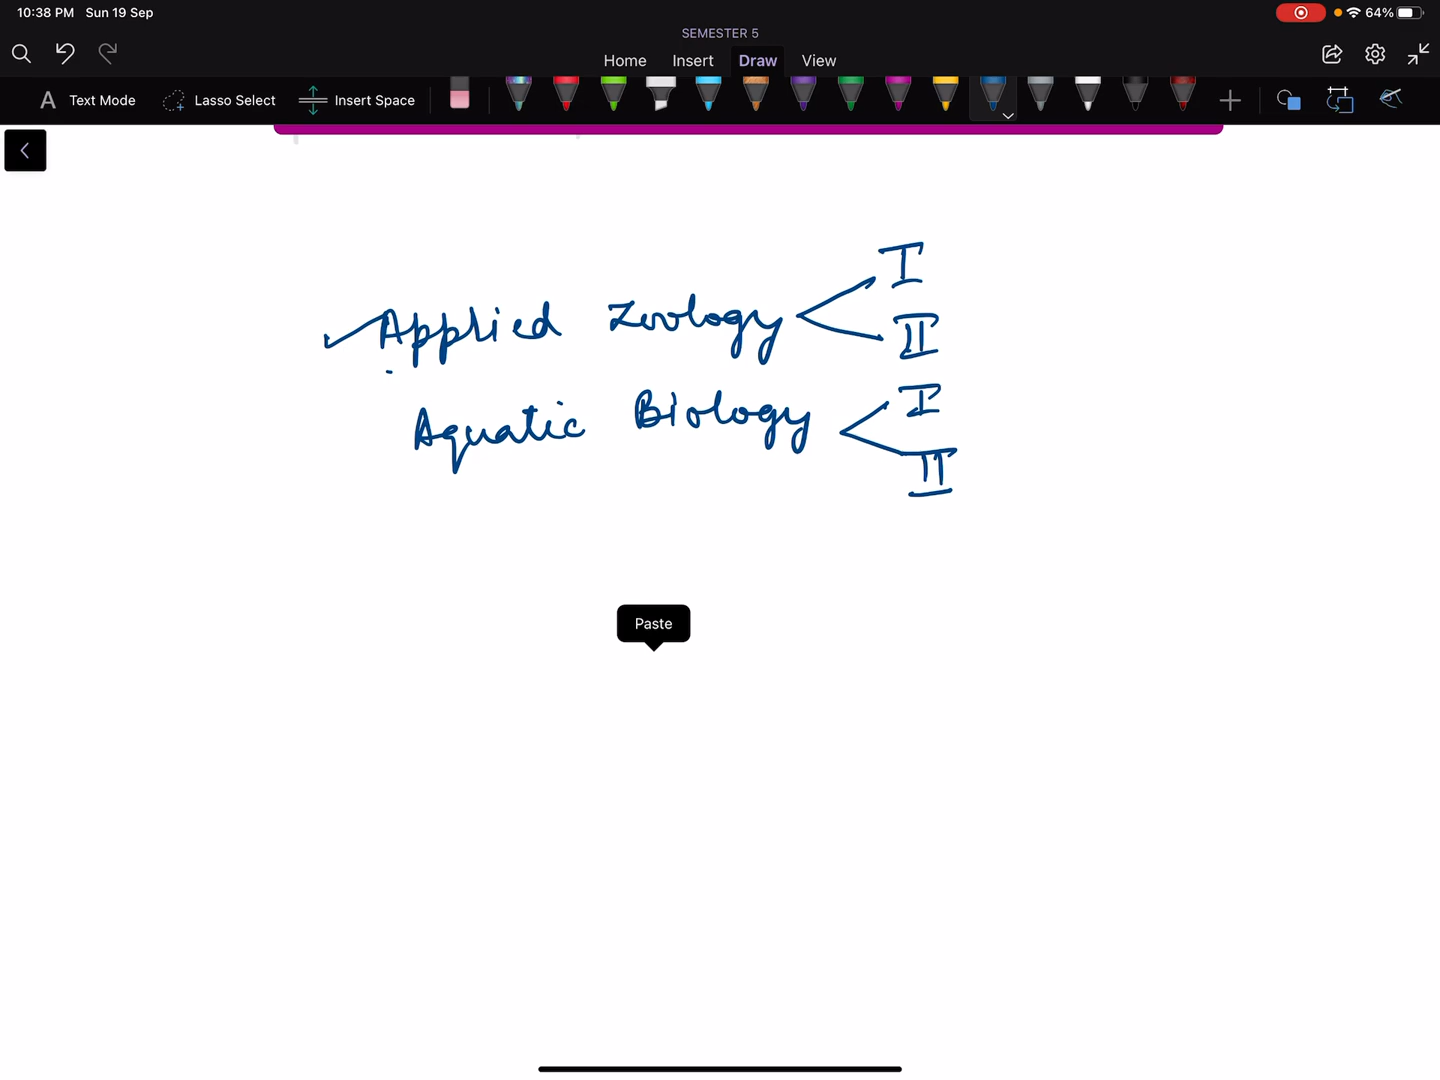 10:38 PM Sun 19 Sep
64%
SEMESTER 5
Home Insert Draw View
A Text Mode Lasso Select Insert Space
I
Applied Zoology
II
I
Aquatic Biology
II
Paste